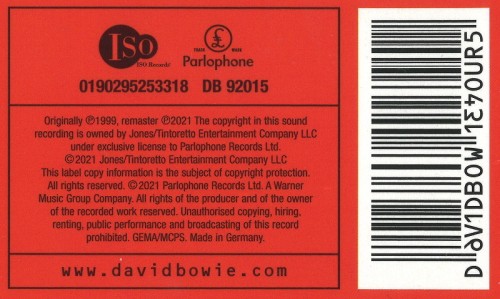 ISO
ISO Records
TRADE MARK
Parlophone
0190295253318 DB 92015
Originally ℗1999, remaster ℗2021 The copyright in this sound
recording is owned by Jones/Tintoretto Entertainment Company LLC
under exclusive license to Parlophone Records Ltd.
©2021 Jones/Tintoretto Entertainment Company LLC
This label copy information is the subject of copyright protection.
All rights reserved. ©2021 Parlophone Records Ltd. A Warner
Music Group Company. All rights of the producer and of the owner
of the recorded work reserved. Unauthorised copying, hiring,
renting, public performance and broadcasting of this record
prohibited. GEMA/MCPS. Made in Germany.
www.davidbowie.com